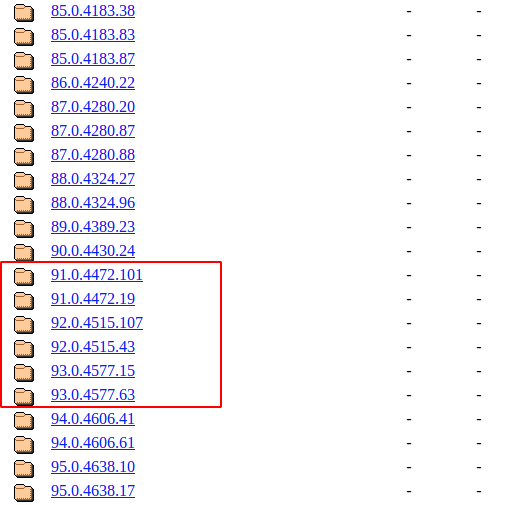 85.0.4183.38 - -
85.0.4183.83 - -
85.0.4183.87 - -
86.0.4240.22 - -
87.0.4280.20 - -
87.0.4280.87 - -
87.0.4280.88 - -
88.0.4324.27 - -
88.0.4324.96 - -
89.0.4389.23 - -
90.0.4430.24 - -
91.0.4472.101 - -
91.0.4472.19 - -
92.0.4515.107 - -
92.0.4515.43 - -
93.0.4577.15 - -
93.0.4577.63 - -
94.0.4606.41 - -
94.0.4606.61 - -
95.0.4638.10 - -
95.0.4638.17 - -